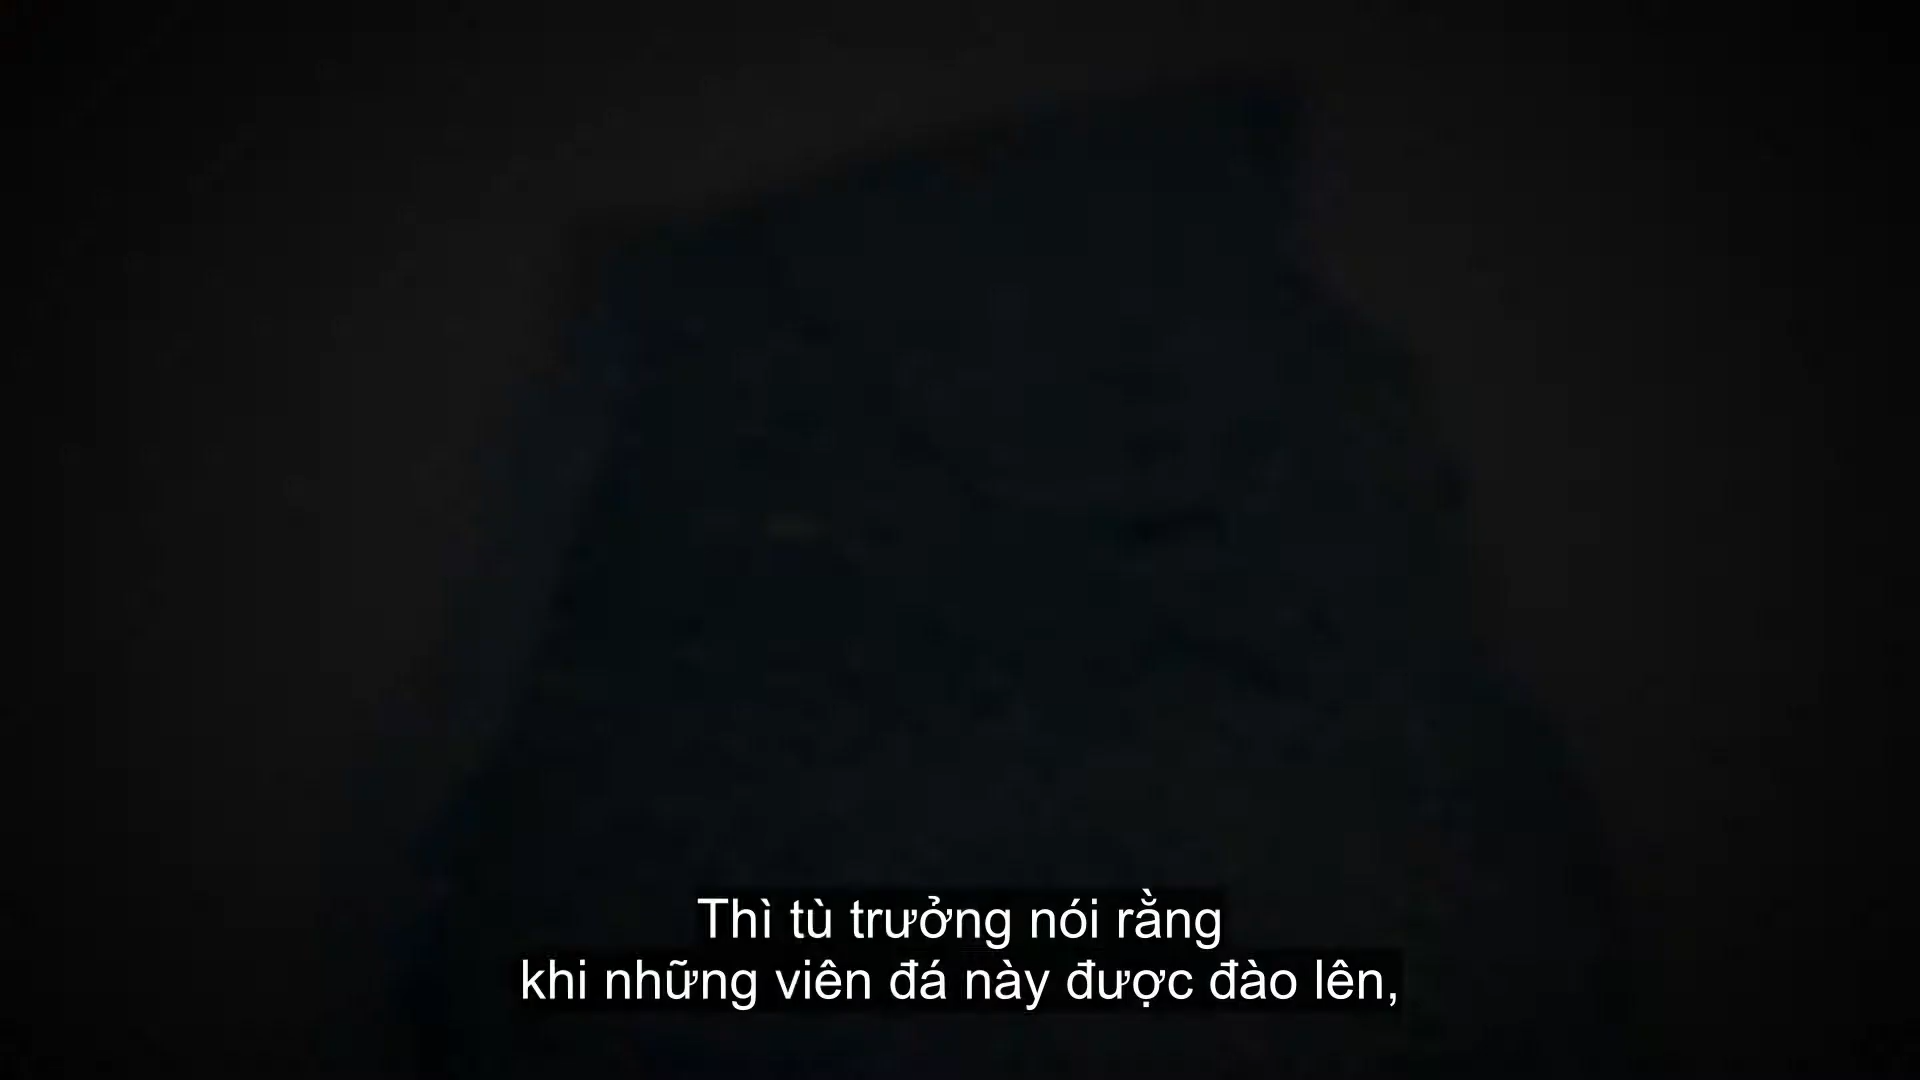 Thì tù trưởng nói rằng
khi những viên đá này được đào lên,